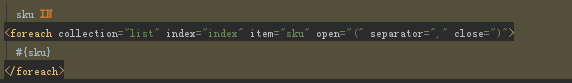 sku IN
<foreach collection="list" index="index" item="sku" open="(" separator="," close=")">
#{sku}
</foreach>